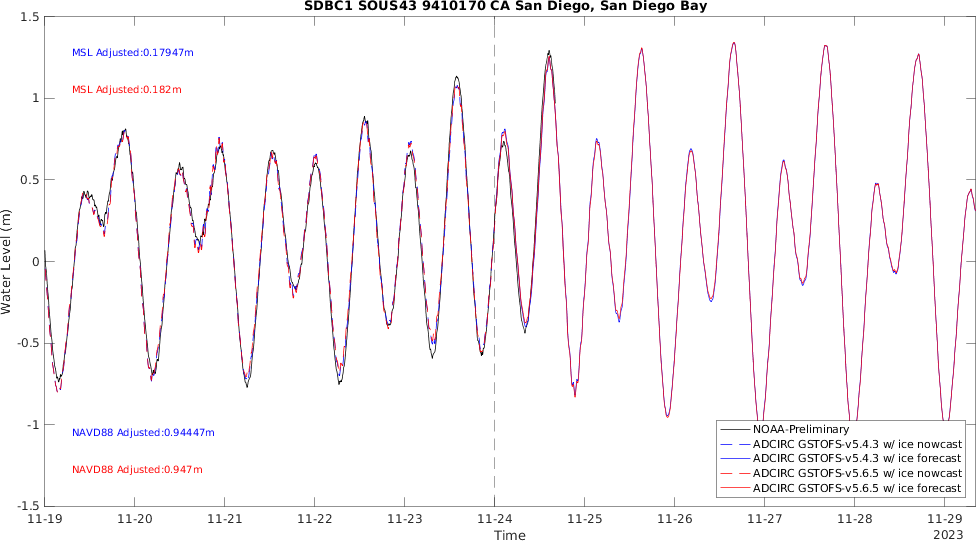 SDBC1 SOUS43 9410170 CA San Diego, San Diego Bay
1.5
MSL Adjusted:0.17947m
MSL Adjusted:0.182m
1
0.5
Water Level (m)
0
-0.5
-1
NAVD88 Adjusted:0.94447m
NAVD88 Adjusted:0.947m
NOAA-Preliminary
ADCIRC GSTOFS-v5.4.3 w/ ice nowcast
ADCIRC GSTOFS-v5.4.3 w/ ice forecast
ADCIRC GSTOFS-v5.6.5 w/ ice nowcast
ADCIRC GSTOFS-v5.6.5 w/ ice forecast
-1.5
11-19 11-20 11-21 11-22 11-23 11-24 11-25 11-26 11-27 11-28 11-29
Time 2023